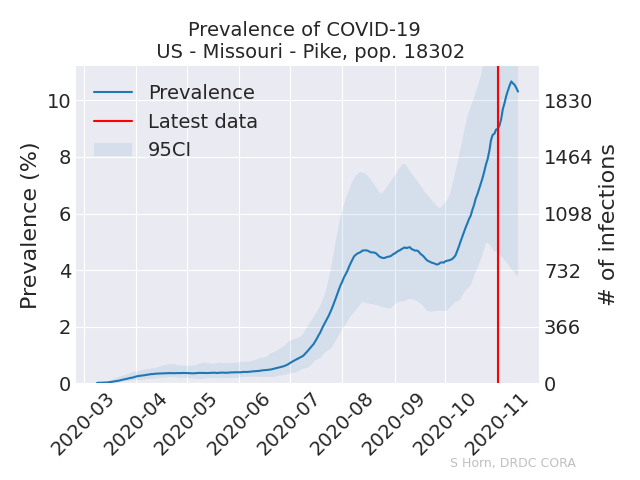 Prevalence of COVID-19
US - Missouri - Pike, pop. 18302
Prevalence
Latest data
95CI
Prevalence (%)
10
8
6
4
2
0
1830
1464
1098
732
366
0
# of infections
2020-03
2020-04
2020-05
2020-06
2020-07
2020-08
2020-09
2020-10
2020-11
S Horn, DRDC CORA